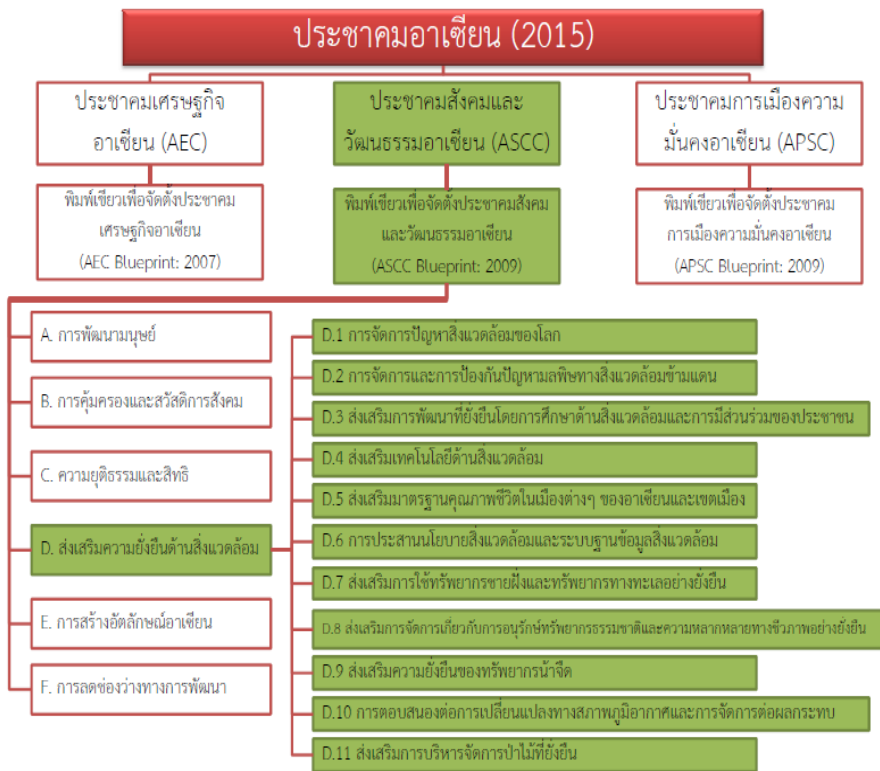 ประชาคมอาเซียน (2015)
ประชาคมเศรษฐกิจ
อาเซียน (AEC)
ประชาคมสังคมและ
วัฒนธรรมอาเซียน (ASCC)
ประชาคมการเมืองความ
มั่นคงอาเซียน (APSC)
พิมพ์เขียวเพื่อจัดตั้งประชาคม
เศรษฐกิจอาเซียน
(AEC Blueprint: 2007)
พิมพ์เขียวเพื่อจัดตั้งประชาคมสังคม
และวัฒนธรรมอาเซียน
(ASCC Blueprint: 2009)
พิมพ์เขียวเพื่อจัดตั้งประชาคม
การเมืองความมั่นคงอาเซียน
(APSC Blueprint: 2009)
A. การพัฒนามนุษย์
B. การคุ้มครองและสวัสดิการสังคม
C. ความยุติธรรมและสิทธิ
D. ส่งเสริมความยั่งยืนด้านสิ่งแวดล้อม
E. การสร้างอัตลักษณ์อาเซียน
F. การลดช่องว่างทางการพัฒนา
D.1 การจัดการปัญหาสิ่งแวดล้อมของโลก
D.2 การจัดการและการป้องกันปัญหามลพิษทางสิ่งแวดล้อมข้ามแดน
D.3 ส่งเสริมการพัฒนาที่ยั่งยืนโดยการศึกษาด้านสิ่งแวดล้อมและการมีส่วนร่วมของประชาชน
D.4 ส่งเสริมเทคโนโลยีด้านสิ่งแวดล้อม
D.5 ส่งเสริมมาตรฐานคุณภาพชีวิตในเมืองต่างๆ ของอาเซียนและเขตเมือง
D.6 การประสานนโยบายสิ่งแวดล้อมและระบบฐานข้อมูลสิ่งแวดล้อม
D.7 ส่งเสริมการใช้ทรัพยากรชายฝั่งและทรัพยากรทางทะเลอย่างยั่งยืน
D.8 ส่งเสริมการจัดการเกี่ยวกับการอนุรักษ์ทรัพยากรธรรมชาติและความหลากหลายทางชีวภาพอย่างยั่งยืน
D.9 ส่งเสริมความยั่งยืนของทรัพยากรน้ำจืด
D.10 การตอบสนองต่อการเปลี่ยนแปลงทางสภาพภูมิอากาศและการจัดการต่อผลกระทบ
D.11 ส่งเสริมการบริหารจัดการป่าไม้ที่ยั่งยืน